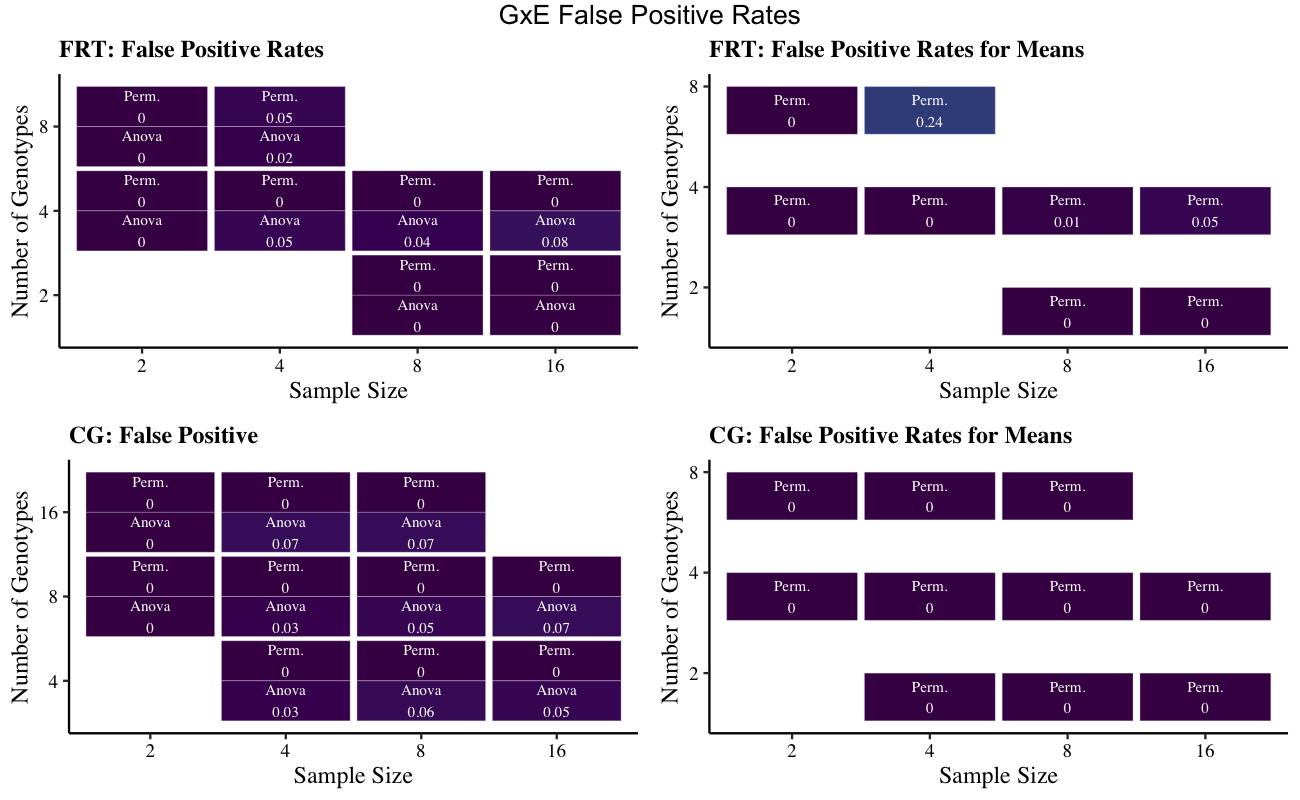 GxE False Positive Rates
FRT: False Positive Rates
Number of Genotypes
8
4
2
Perm.
0
Perm.
0.05
Anova
0
Anova
0.02
Perm.
0
Perm.
0
Perm.
0
Perm.
0
Anova
0
Anova
0.05
Anova
0.04
Anova
0.08
Perm.
0
Perm.
0
Anova
0
Anova
0
2
4
8
16
Sample Size
FRT: False Positive Rates for Means
Number of Genotypes
8
4
2
Perm.
0
Perm.
0.24
Perm.
0
Perm.
0
Perm.
0.01
Perm.
0.05
Perm.
0
Perm.
0
2
4
8
16
Sample Size
CG: False Positive
Number of Genotypes
16
8
4
Perm.
0
Perm.
0
Perm.
0
Anova
0
Anova
0.07
Anova
0.07
Perm.
0
Perm.
0
Perm.
0
Perm.
0
Anova
0
Anova
0.03
Anova
0.05
Anova
0.07
Perm.
0
Perm.
0
Perm.
0
Anova
0.03
Anova
0.06
Anova
0.05
2
4
8
16
Sample Size
CG: False Positive Rates for Means
Number of Genotypes
8
4
2
Perm.
0
Perm.
0
Perm.
0
Perm.
0
Perm.
0
Perm.
0
Perm.
0
Perm.
0
Perm.
0
Perm.
0
2
4
8
16
Sample Size